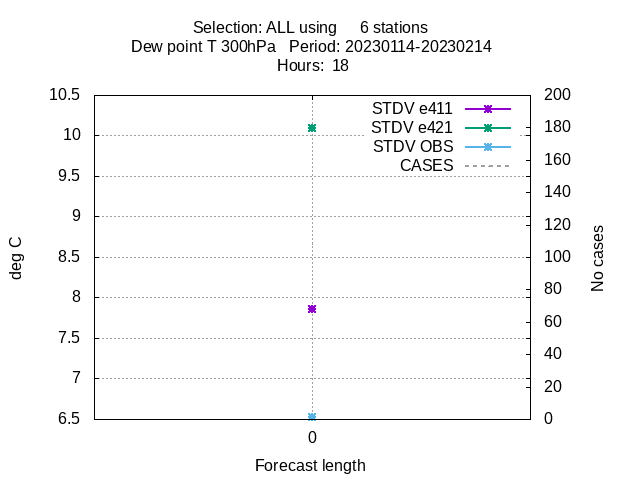 Selection: ALL using      6 stations
Dew point T 300hPa   Period: 20230114-20230214
Hours:  18
10.5
10
9.5
9
8.5
8
7.5
7
6.5
deg C
STDV e411
STDV e421
STDV OBS
CASES
200
180
160
140
120
100
80
60
40
20
0
No cases
0
Forecast length